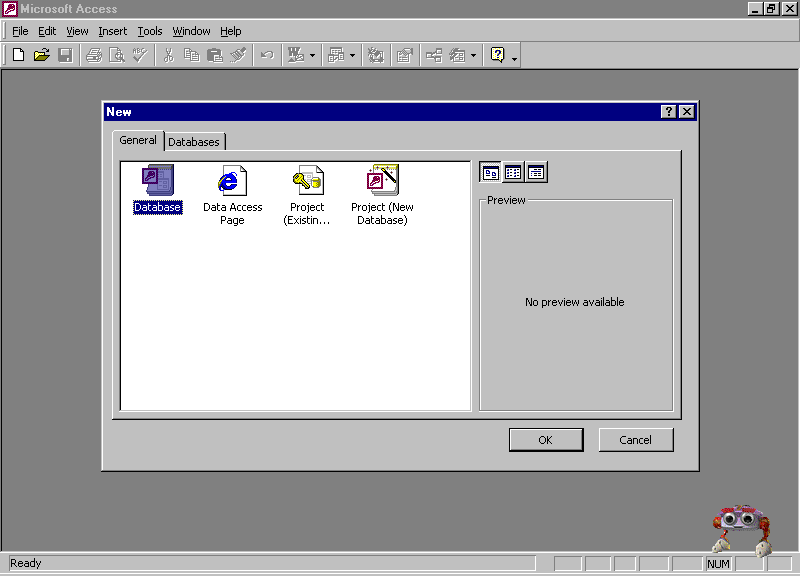 Microsoft Access
File Edit View Insert Tools Window Help
New
General Databases
Database
Data Access
Page
Project
(Existin...
Project (New
Database)
Preview
No preview available
OK Cancel
Ready NUM